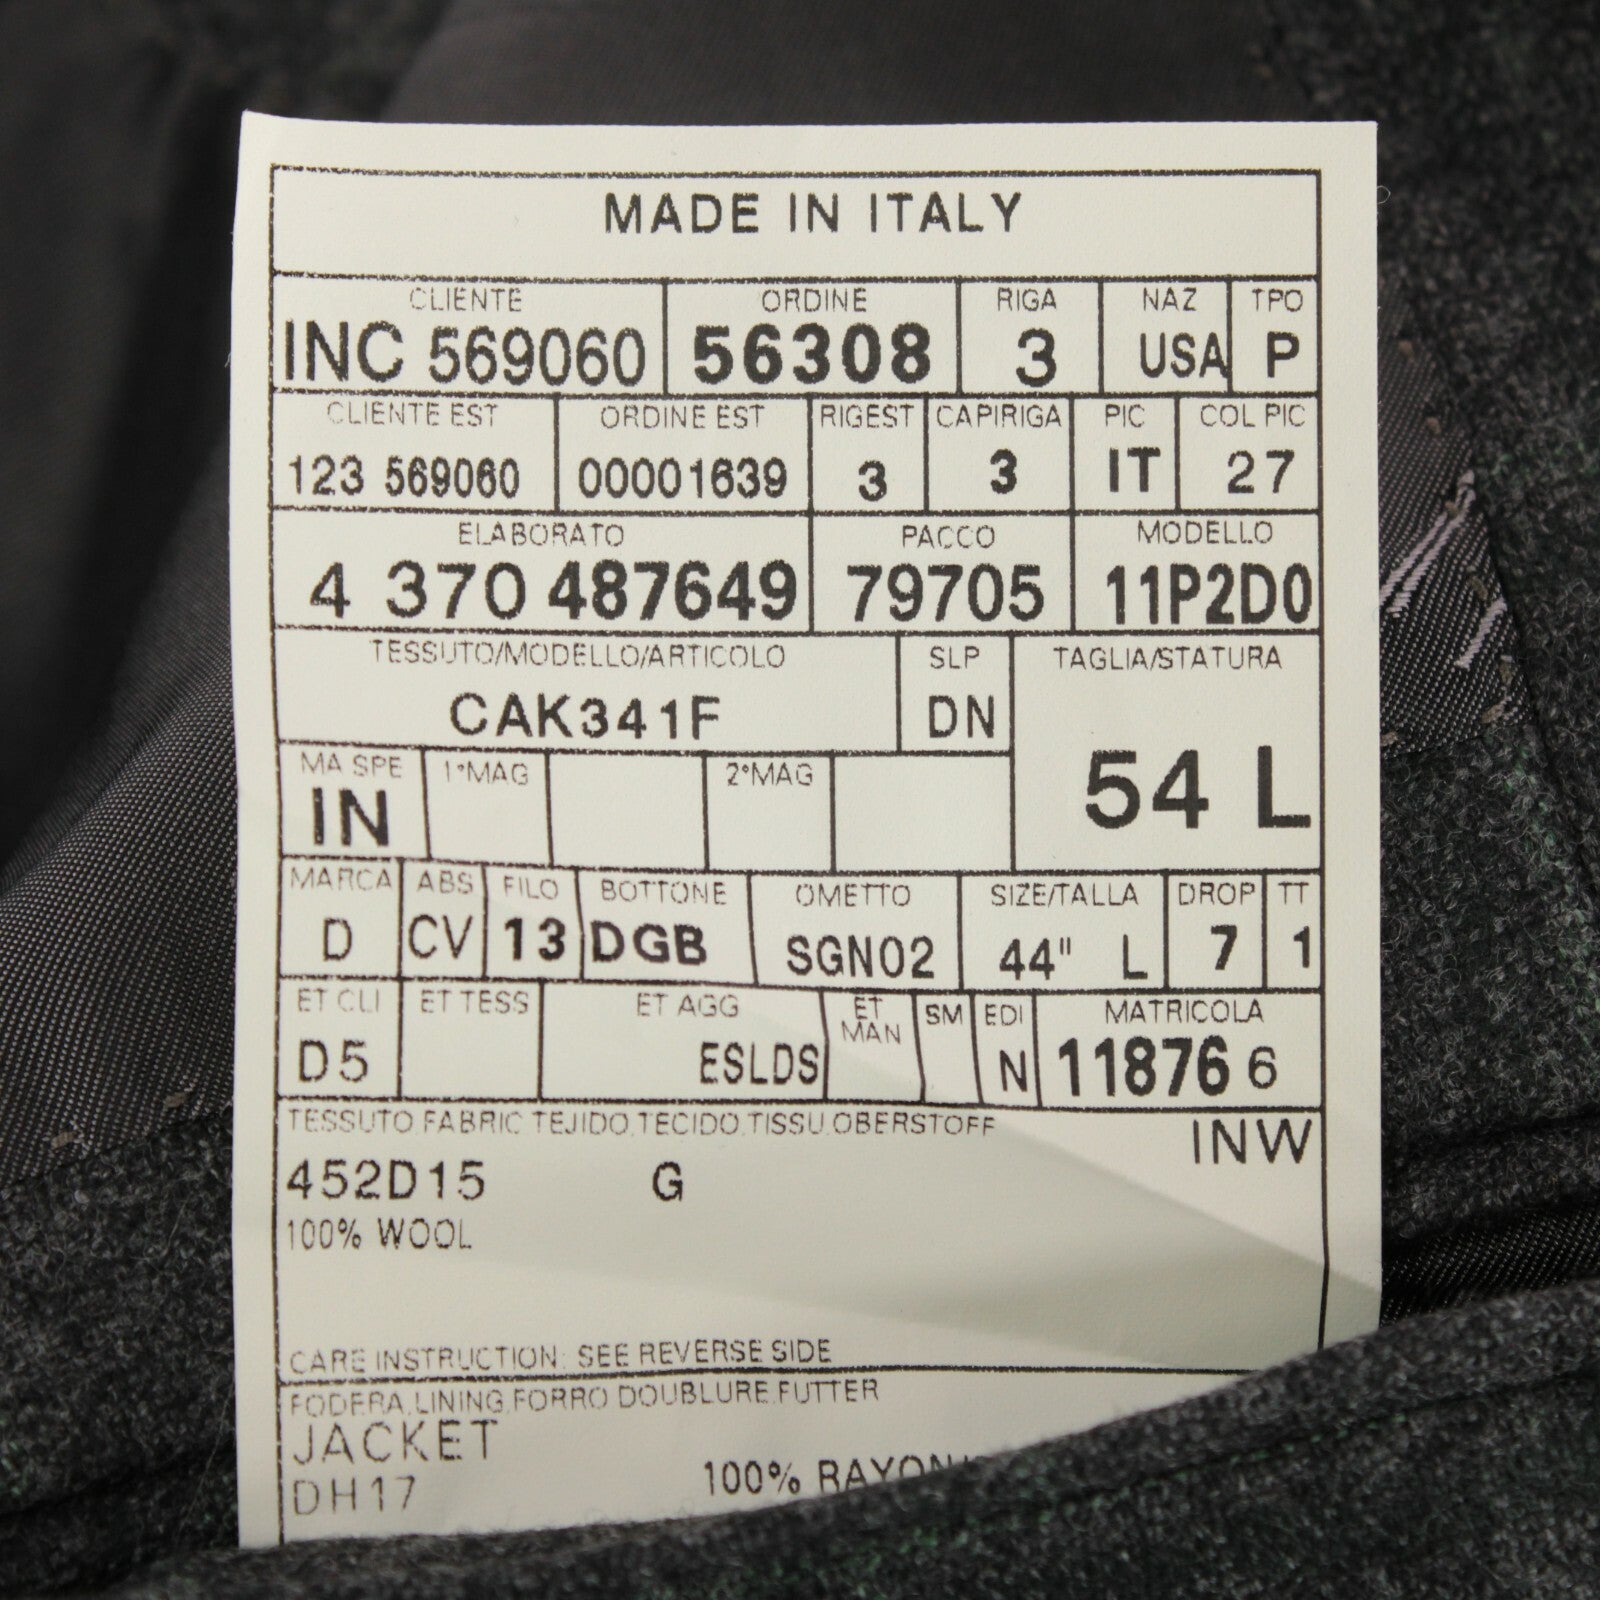 MADE IN ITALY
CLIENTE ORDINE RIGA NAZ TPO
INC 569060 56308 3 USA P
CLIENTE EST ORDINE EST RIGEST CAPIRIGA PIC COL PIC
123 569060 00001639 3 3 IT 27
ELABORATO PACCO MODELLO
4 370 487649 79705 11P2D0
TESSUTO/MODELLO/ARTICOLO SLP TAGLIA/STATURA
CAK341F DN
54 L
MA SPE 1°MAG 2°MAG
IN
MARCA ABS FILO BOTTONE OMETTO SIZE/TALLA DROP TT
D CV 13 DGB SGN02 44" L 7 1
ET CLI ET TESS ET AGG ET MAN SM EDI MATRICOLA
D5 ESLDS N 11876 6
TESSUTO,FABRIC,TEJIDO,TECIDO,TISSU,OBERSTOFF
INW
452D15 G
100% WOOL
CARE INSTRUCTION: SEE REVERSE SIDE
FODERA,LINING,FORRO,DOUBLURE,FUTTER
JACKET
DH17 100% RAYON